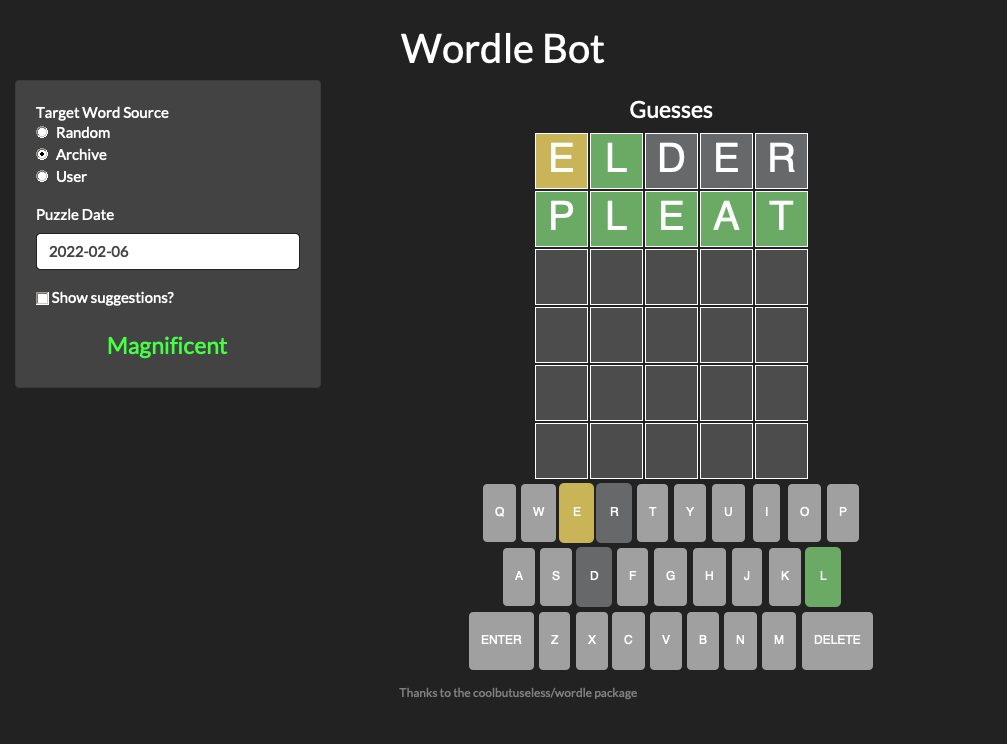 Wordle Bot
Target Word Source
Random
Archive
User
Puzzle Date
2022-02-06
Show suggestions?
Magnificent
Guesses
E L D E R
P L E A T
Q W E R T Y U I O P
A S D F G H J K L
ENTER Z X C V B N M DELETE
Thanks to the coolbutuseless/wordle package